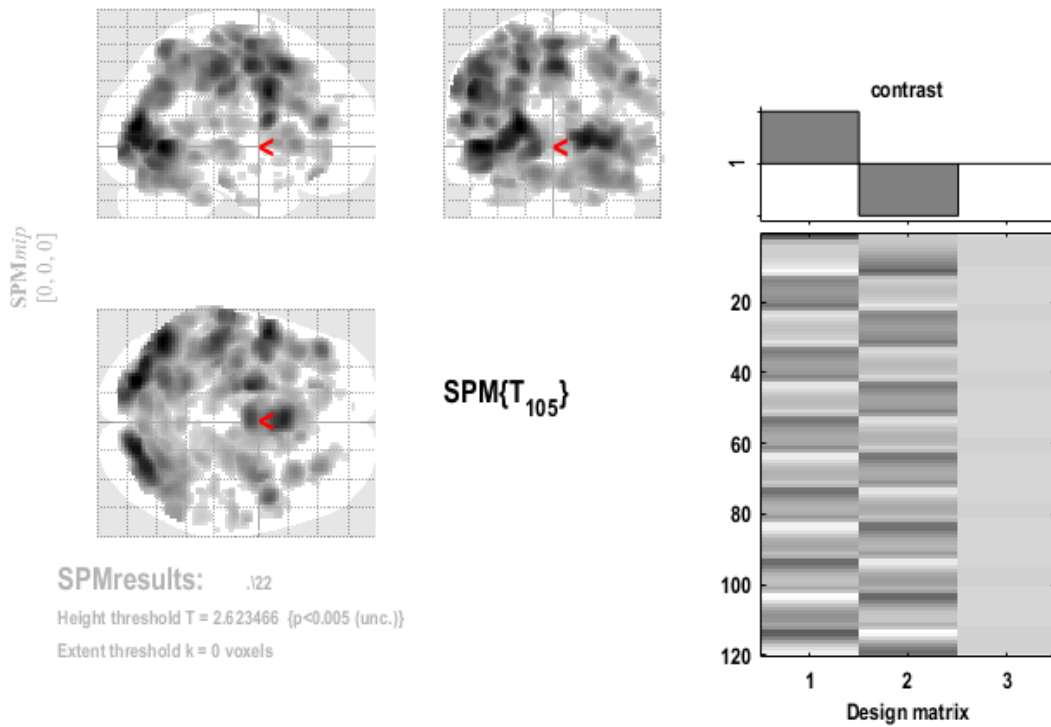 SPMmip
[0, 0, 0]
<
<
<
SPM{T105}
SPMresults: .\22
Height threshold T = 2.623466 {p<0.005 (unc.)}
Extent threshold k = 0 voxels
contrast
1
20
40
60
80
100
120
1 2 3
Design matrix